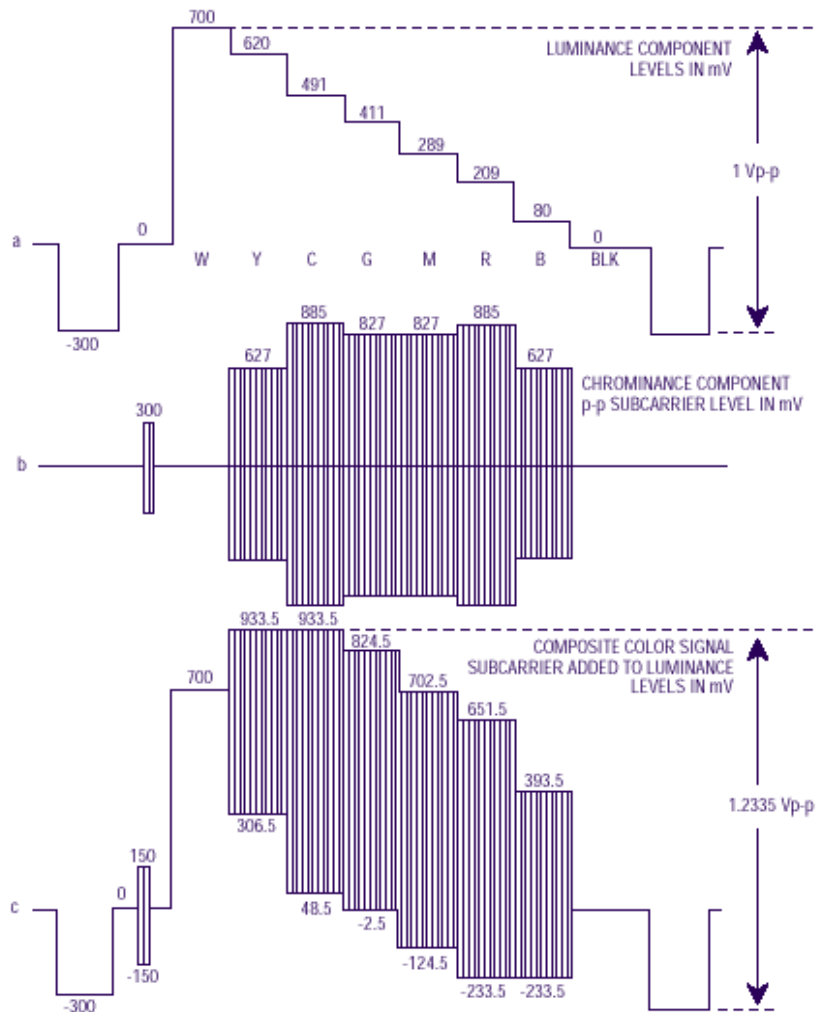 700
620
LUMINANCE COMPONENT
LEVELS IN mV
491
411
289
1 Vp-p
209
80
a
0
0
W Y C G M R B BLK
-300
885
827
827
885
627
627
CHROMINANCE COMPONENT
p-p SUBCARRIER LEVEL IN mV
300
b
933.5
933.5
824.5
COMPOSITE COLOR SIGNAL
SUBCARRIER ADDED TO LUMINANCE
LEVELS IN mV
700
702.5
651.5
393.5
1.2335 Vp-p
306.5
150
0
c
48.5
-2.5
-124.5
-150
-233.5
-233.5
-300